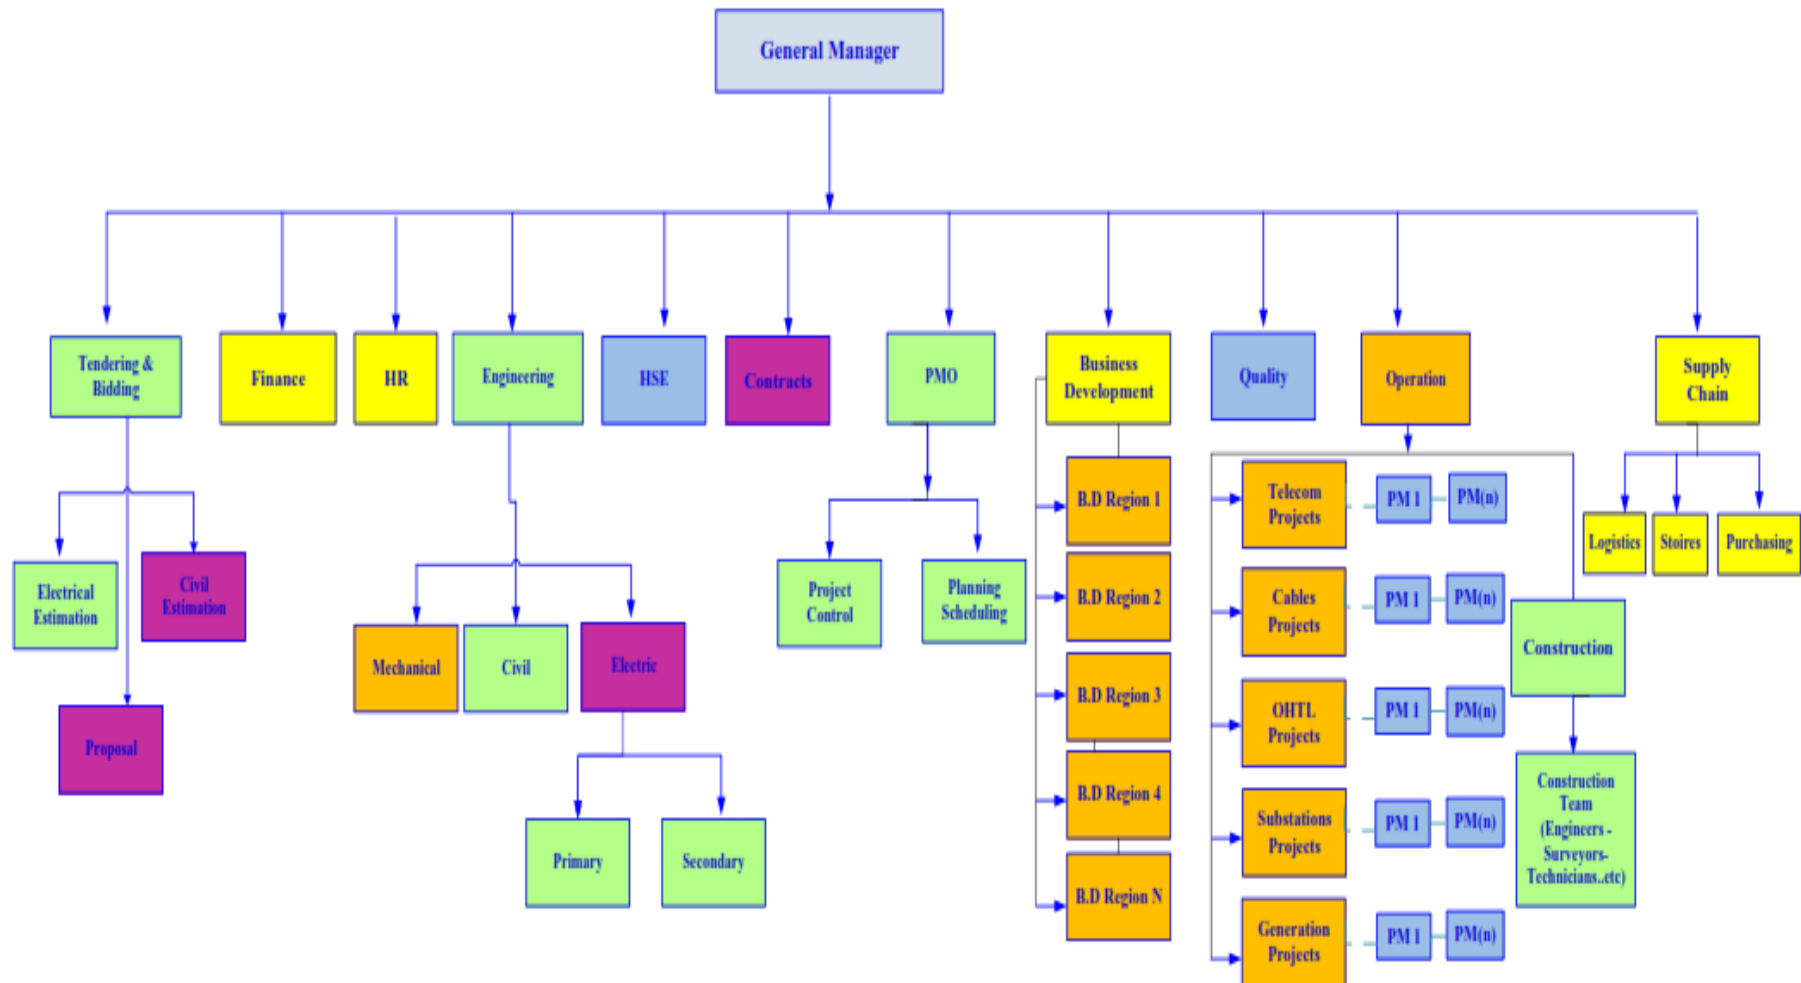 General Manager
Tendering &
Bidding
Finance
HR
Engineering
HSE
Contracts
PMO
Business
Development
Quality
Operation
Supply
Chain
Electrical
Estimation
Civil
Estimation
Proposal
Mechanical
Civil
Electric
Primary
Secondary
Project
Control
Planning
Scheduling
B.D Region 1
B.D Region 2
B.D Region 3
B.D Region 4
B.D Region N
Telecom
Projects
PM 1
PM(n)
Cables
Projects
PM 1
PM(n)
OHTL
Projects
PM 1
PM(n)
Substations
Projects
PM 1
PM(n)
Generation
Projects
PM 1
PM(n)
Construction
Construction
Team
(Engineers -
Surveyors-
Technicians..etc)
Logistics
Stoires
Purchasing